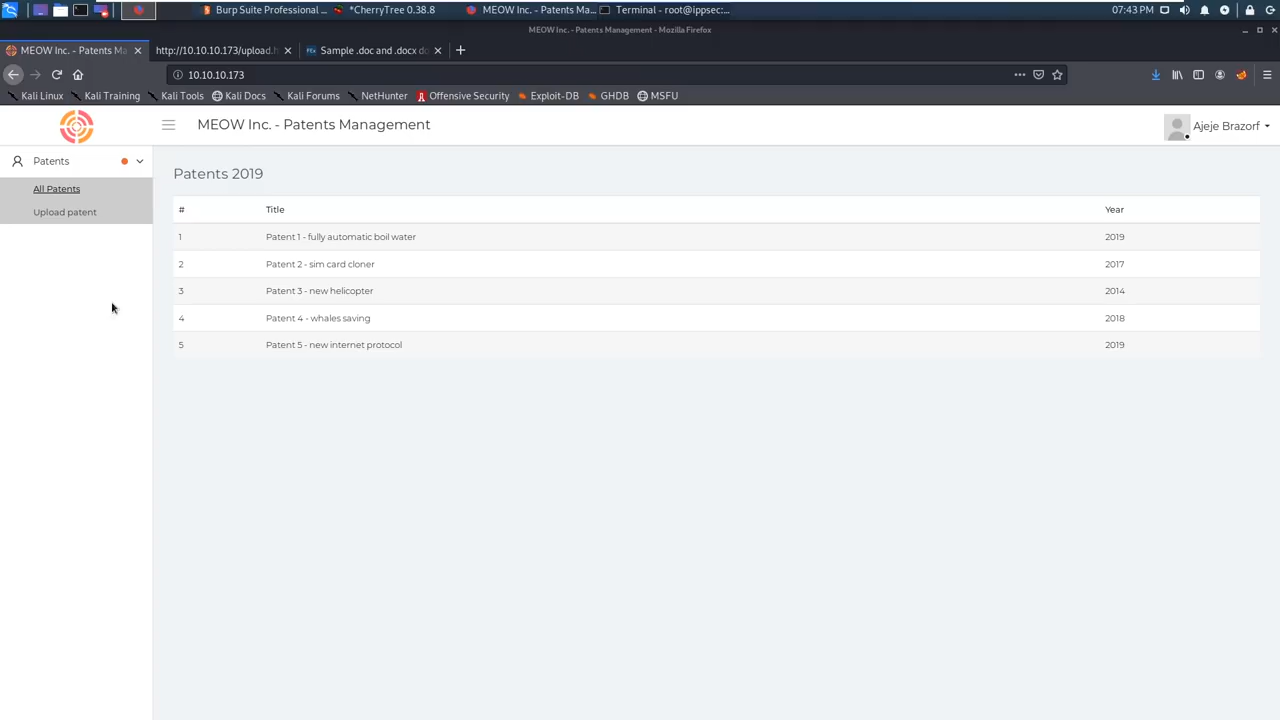 Burp Suite Professional ...
*CherryTree 0.38.8
MEOW Inc. - Patents Ma...
Terminal - root@ippsec:...
07:43 PM
MEOW Inc. - Patents Management - Mozilla Firefox
MEOW Inc. - Patents Ma
http://10.10.10.173/upload.h
Sample .doc and .docx do
10.10.10.173
Kali Linux
Kali Training
Kali Tools
Kali Docs
Kali Forums
NetHunter
Offensive Security
Exploit-DB
GHDB
MSFU
MEOW Inc. - Patents Management
Ajeje Brazorf
Patents
All Patents
Upload patent
Patents 2019
# Title Year
1 Patent 1 - fully automatic boil water 2019
2 Patent 2 - sim card cloner 2017
3 Patent 3 - new helicopter 2014
4 Patent 4 - whales saving 2018
5 Patent 5 - new internet protocol 2019